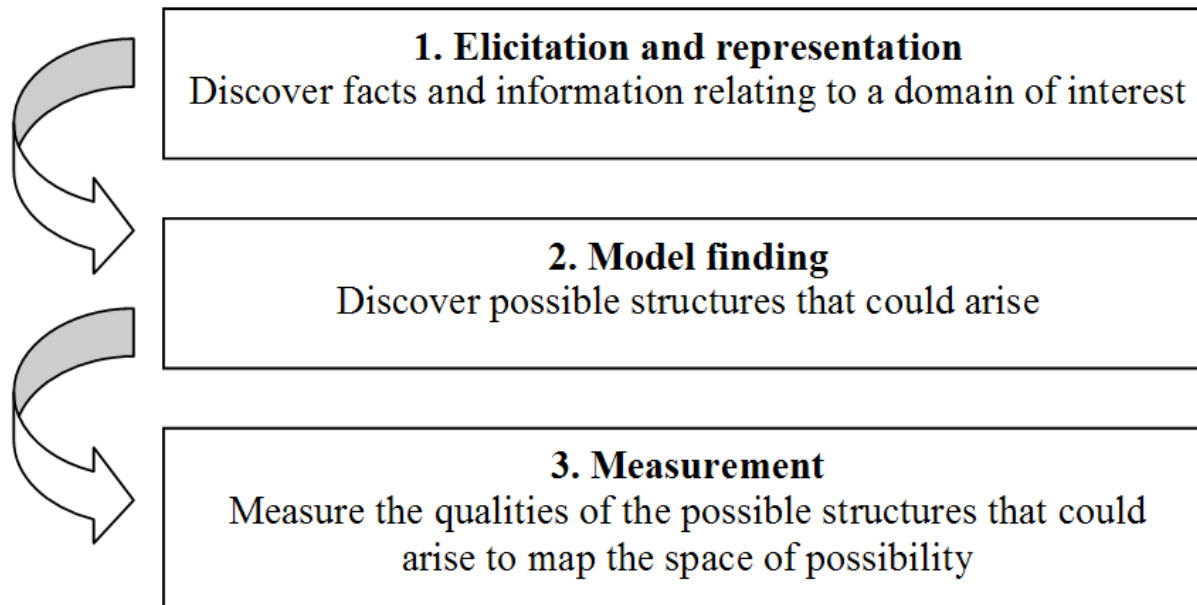 1. Elicitation and representation
Discover facts and information relating to a domain of interest
2. Model finding
Discover possible structures that could arise
3. Measurement
Measure the qualities of the possible structures that could
arise to map the space of possibility